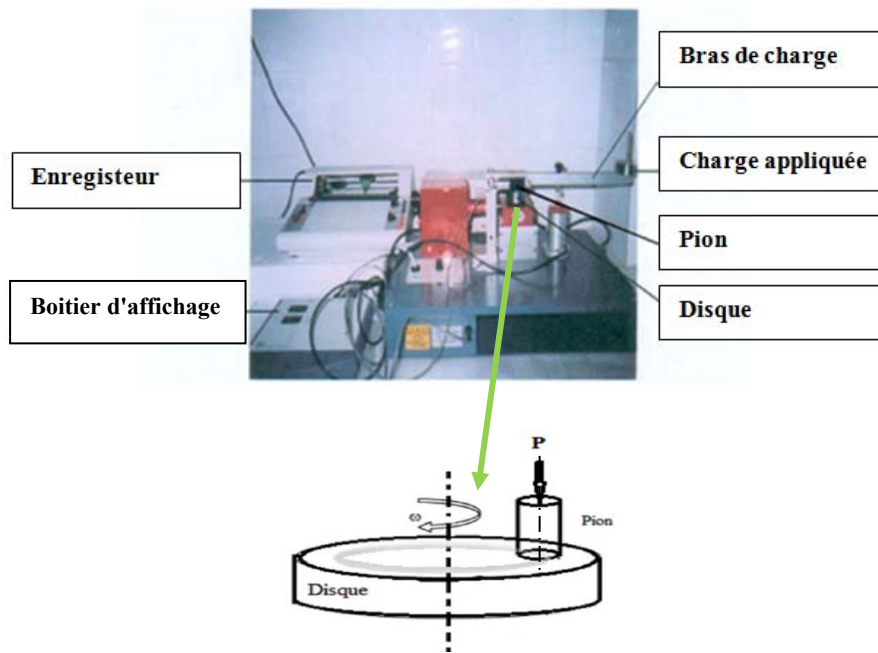 Bras de charge
Enregisteur
Charge appliquée
Pion
Boitier d'affichage
Disque
P
ω
Pion
Disque